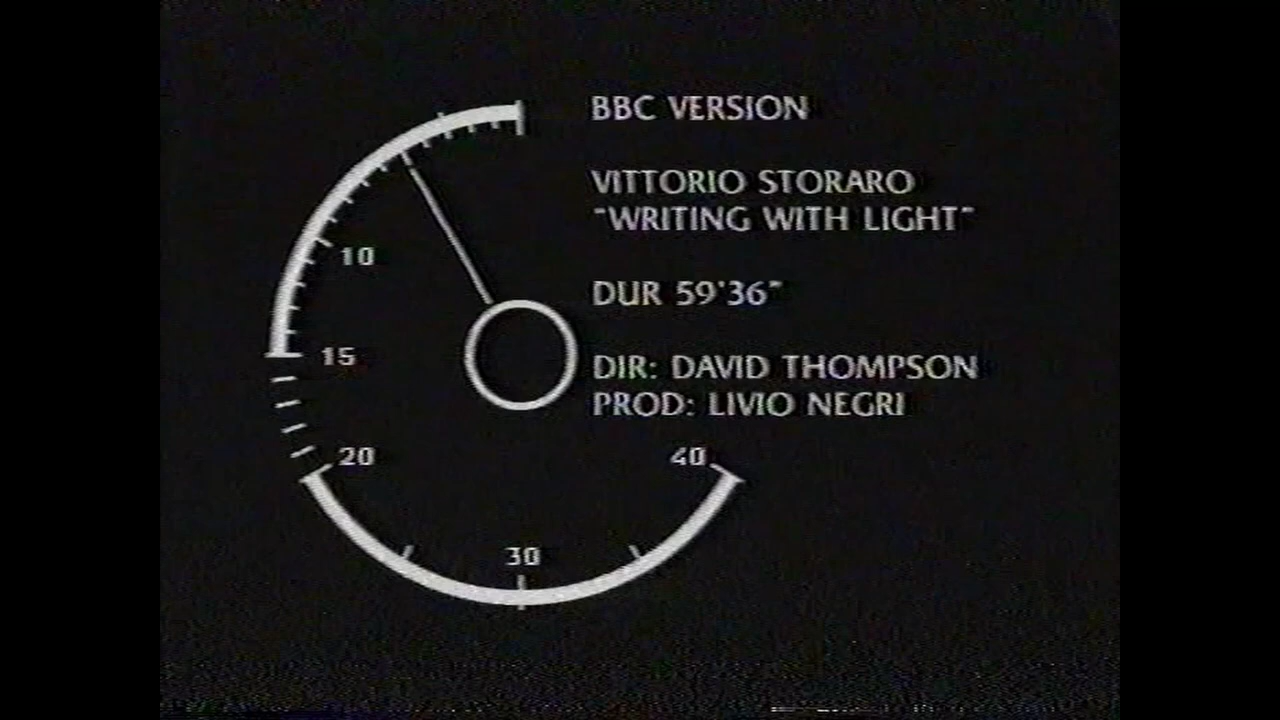 BBC VERSION
VITTORIO STORARO
"WRITING WITH LIGHT"
DUR 59'36"
DIR: DAVID THOMPSON
PROD: LIVIO NEGRI
10
15
20
30
40